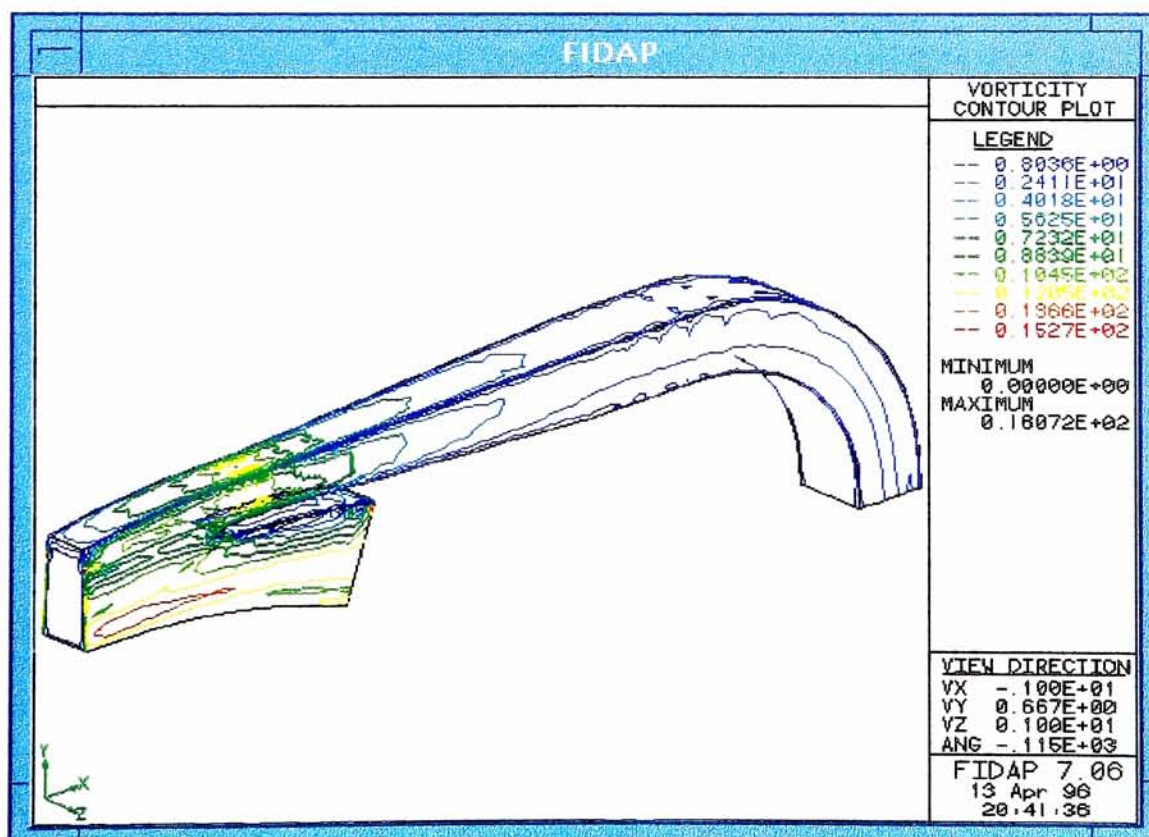 FIDAP
VORTICITY
CONTOUR PLOT
LEGEND
-- 0.8036E+00
-- 0.2411E+01
-- 0.4018E+01
-- 0.5625E+01
-- 0.7232E+01
-- 0.8839E+01
-- 0.1045E+02
-- 0.1205E+02
-- 0.1366E+02
-- 0.1527E+02
MINIMUM
0.00000E+00
MAXIMUM
0.16072E+02
VIEW DIRECTION
VX -.100E+01
VY 0.667E+00
VZ 0.100E+01
ANG -.115E+03
FIDAP 7.06
13 Apr 96
20:41:36
Y
X
Z